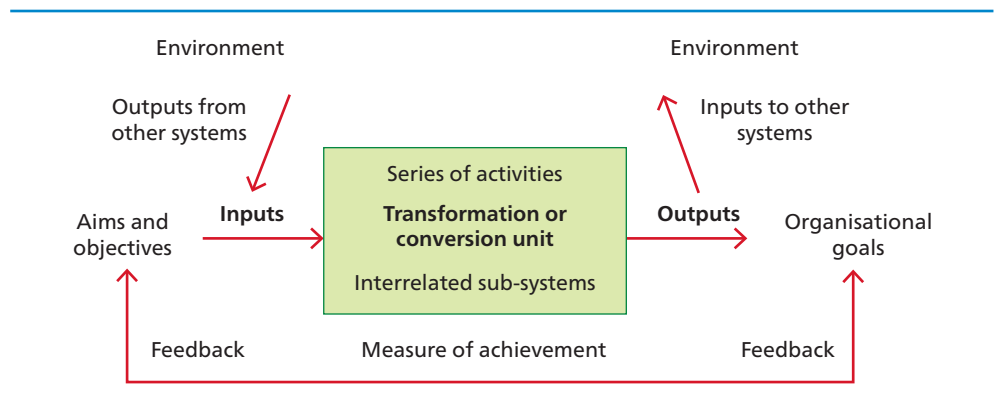 Environment
Environment
Outputs from
other systems
Inputs to other
systems
Series of activities
Transformation or
conversion unit
Interrelated sub-systems
Aims and
objectives
Inputs
Outputs
Organisational
goals
Feedback
Measure of achievement
Feedback